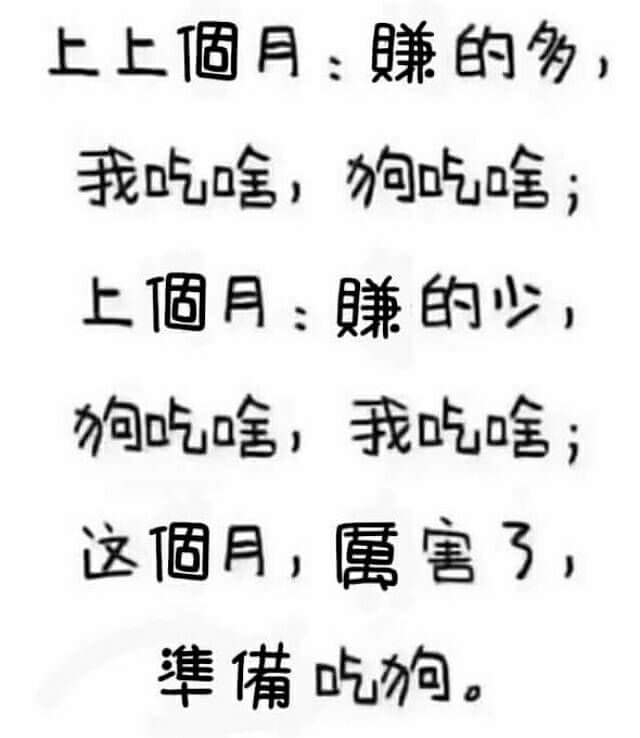 上上個月：賺的多，
我吃啥，狗吃啥；
上個月：賺的少，
狗吃啥，我吃啥；
这個月，厲害了，
準備吃狗。